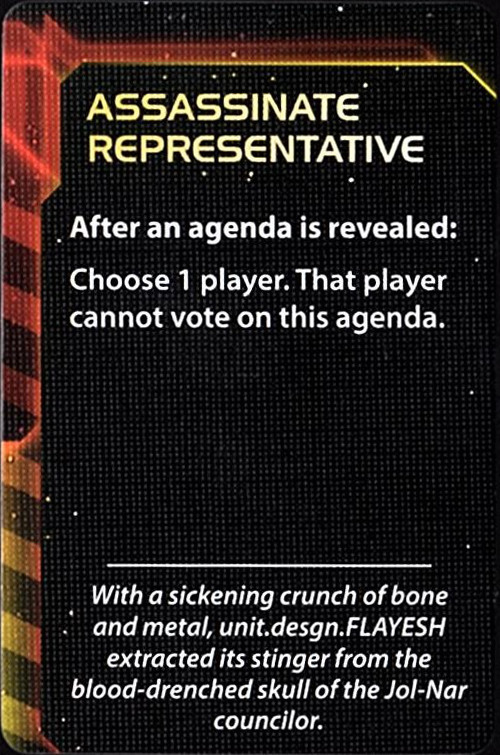 ASSASSINATE
REPRESENTATIVE
After an agenda is revealed:
Choose 1 player. That player
cannot vote on this agenda.
With a sickening crunch of bone
and metal, unit.desgn.FLAYESH
extracted its stinger from the
blood-drenched skull of the Jol-Nar
councilor.